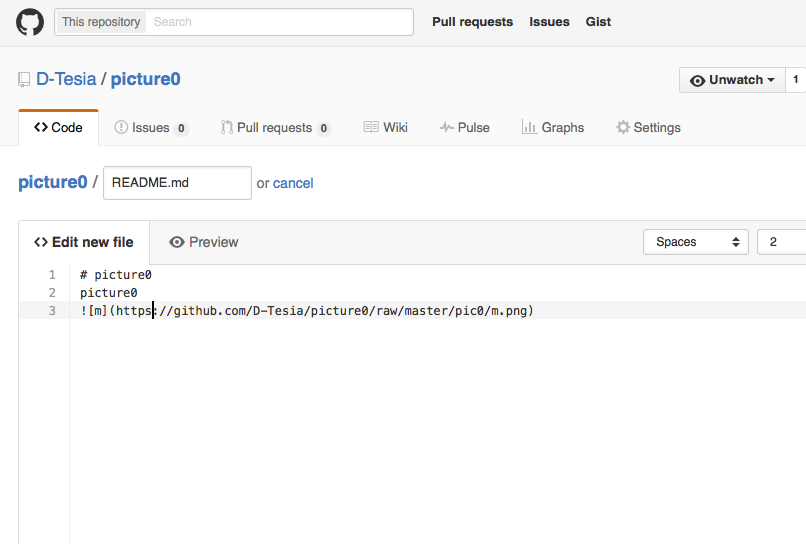 This repository Search Pull requests Issues Gist
D-Tesia / picture0 Unwatch 1
Code Issues 0 Pull requests 0 Wiki Pulse Graphs Settings
picture0 / README.md or cancel
<> Edit new file Preview Spaces 2
1 # picture0
2 picture0
3 ![m](https://github.com/D-Tesia/picture0/raw/master/pic0/m.png)